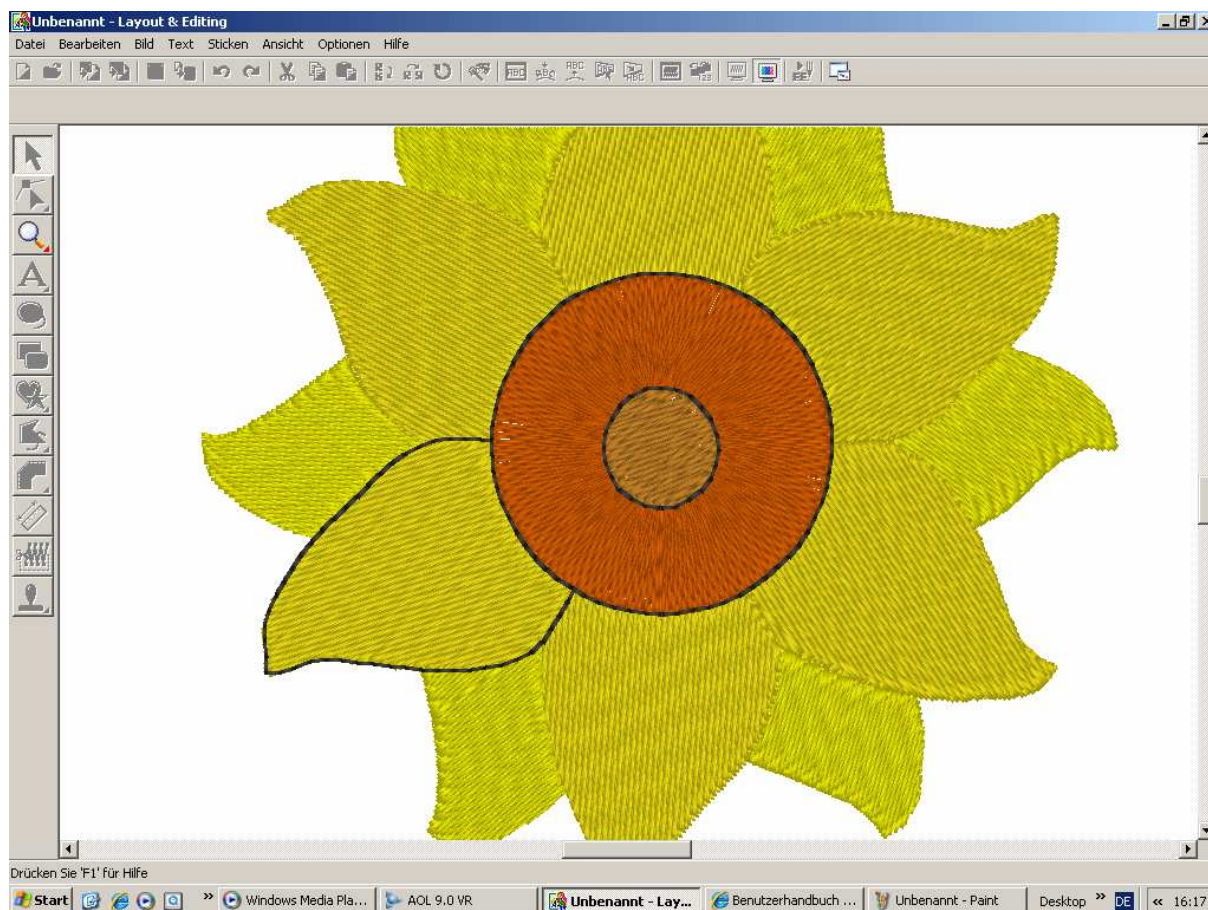 Unbenannt - Layout & Editing
Datei Bearbeiten Bild Text Sticken Ansicht Optionen Hilfe
Drücken Sie 'F1' für Hilfe
Start » Windows Media Pla... AOL 9.0 VR Unbenannt - Lay... Benutzerhandbuch ... Unbenannt - Paint Desktop » DE « 16:17